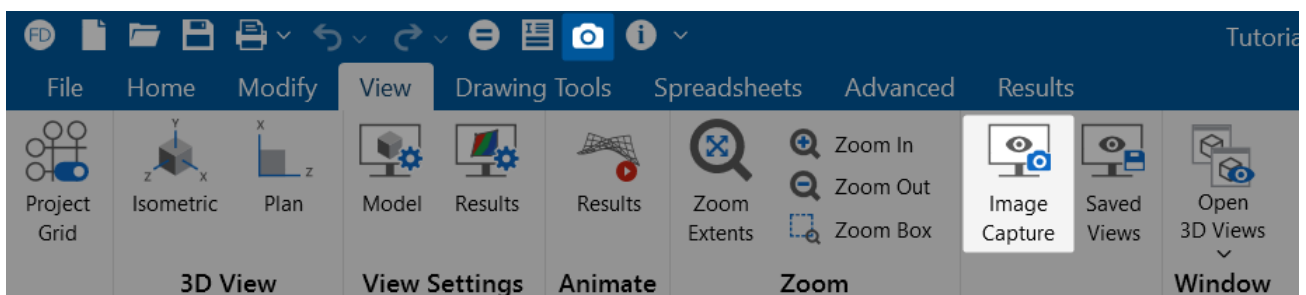 FD
Tutoria
File Home Modify View Drawing Tools Spreadsheets Advanced Results
Project Grid
Y
Z
X
Isometric
X
Z
Plan
Model
Results
Results
Zoom Extents
Zoom In
Zoom Out
Zoom Box
Image Capture
Saved Views
Open 3D Views
3D View
View Settings
Animate
Zoom
Window